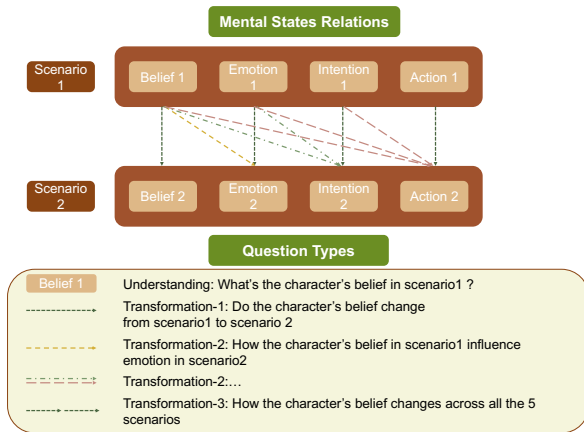 Mental States Relations
Scenario
1
Belief 1
Emotion
1
Intention
1
Action 1
Scenario
2
Belief 2
Emotion
2
Intention
2
Action 2
Question Types
Belief 1
Understanding: What's the character's belief in scenario1 ?
Transformation-1: Do the character's belief change
from scenario1 to scenario 2
Transformation-2: How the character's belief in scenario1 influence
emotion in scenario2
Transformation-2:…
Transformation-3: How the character's belief changes across all the 5
scenarios